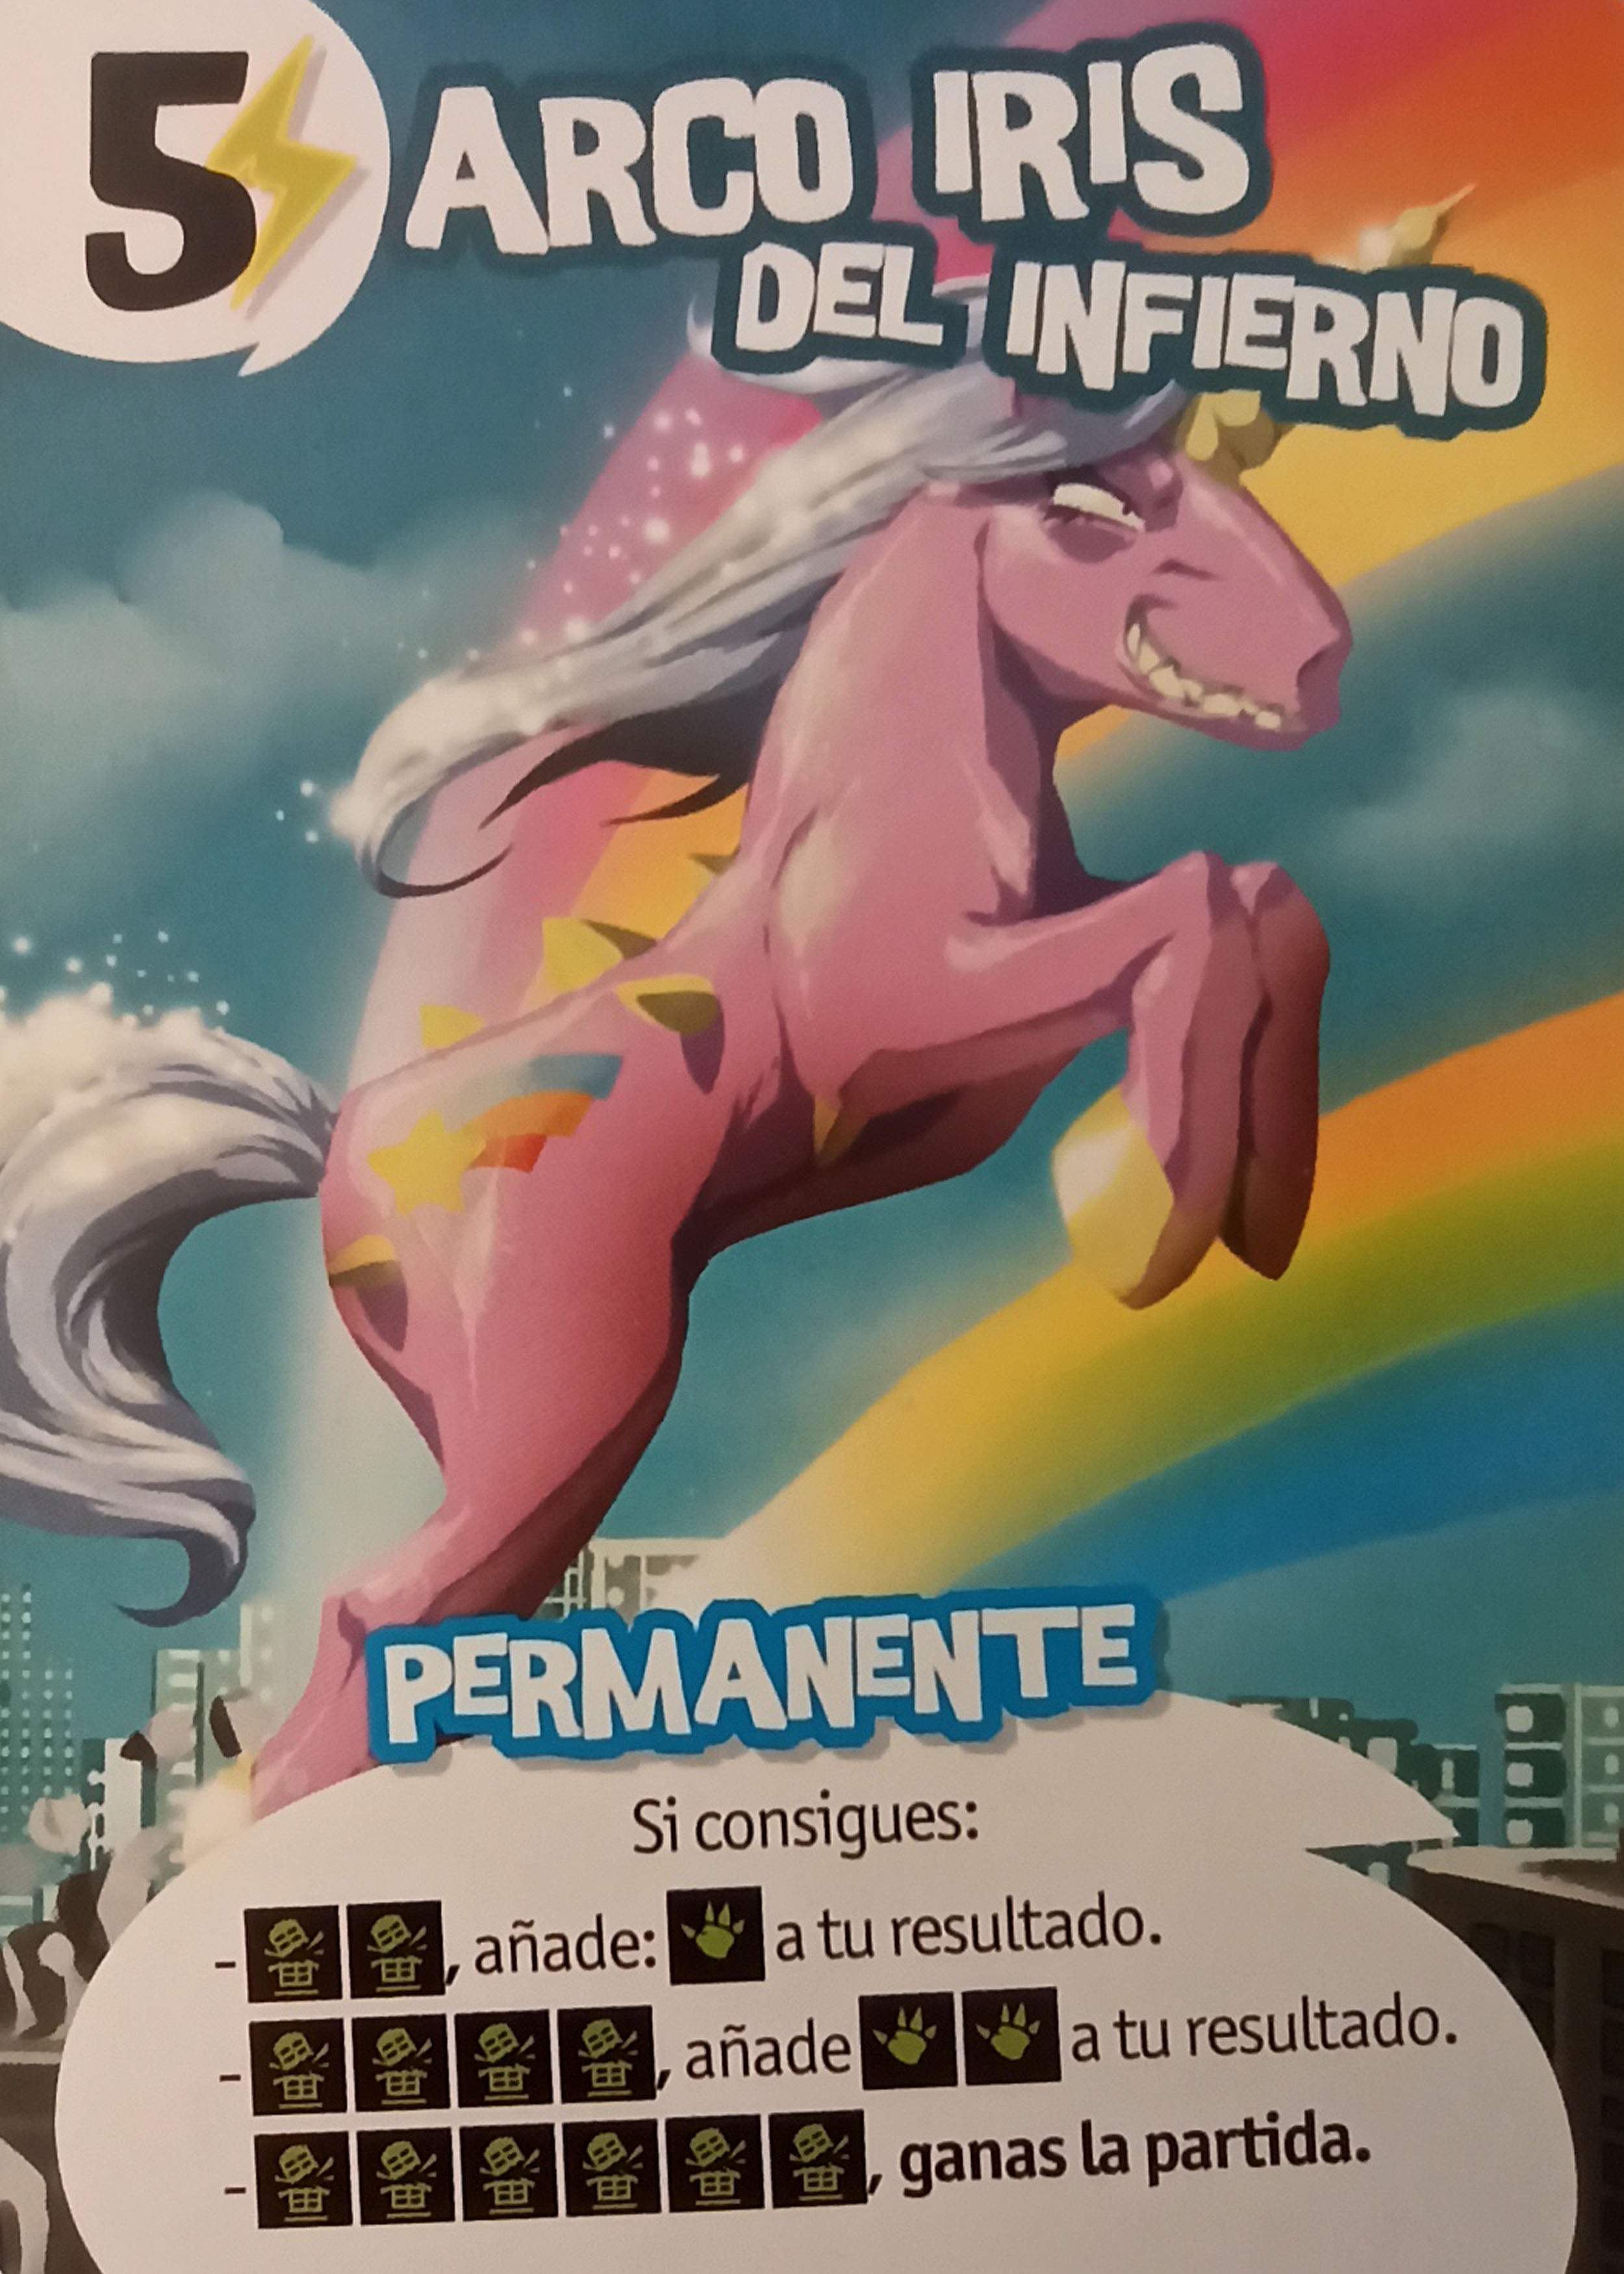 5
ARCO IRIS
DEL INFIERNO
PERMANENTE
Si consigues:
- , añade: a tu resultado.
- , añade a tu resultado.
- , ganas la partida.